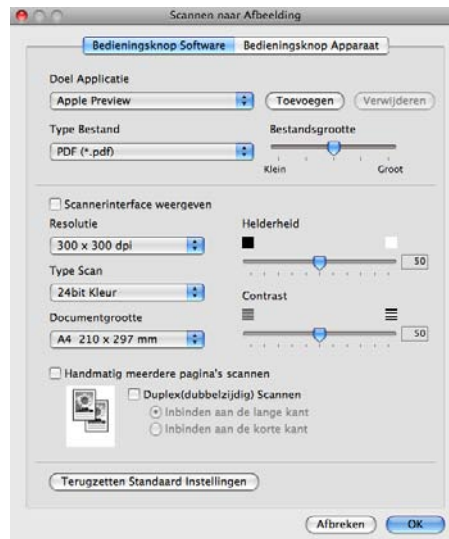 Scannen naar Afbeelding
Bedieningsknop Software Bedieningsknop Apparaat
Doel Applicatie
Apple Preview Toevoegen Verwijderen
Type Bestand Bestandsgrootte
PDF (*.pdf)
Klein Groot
Scannerinterface weergeven
Resolutie Helderheid
300 x 300 dpi
50
Type Scan
24bit Kleur
Contrast
Documentgrootte
A4 210 x 297 mm
50
Handmatig meerdere pagina's scannen
Duplex(dubbelzijdig) Scannen
Inbinden aan de lange kant
Inbinden aan de korte kant
Terugzetten Standaard Instellingen
Afbreken OK